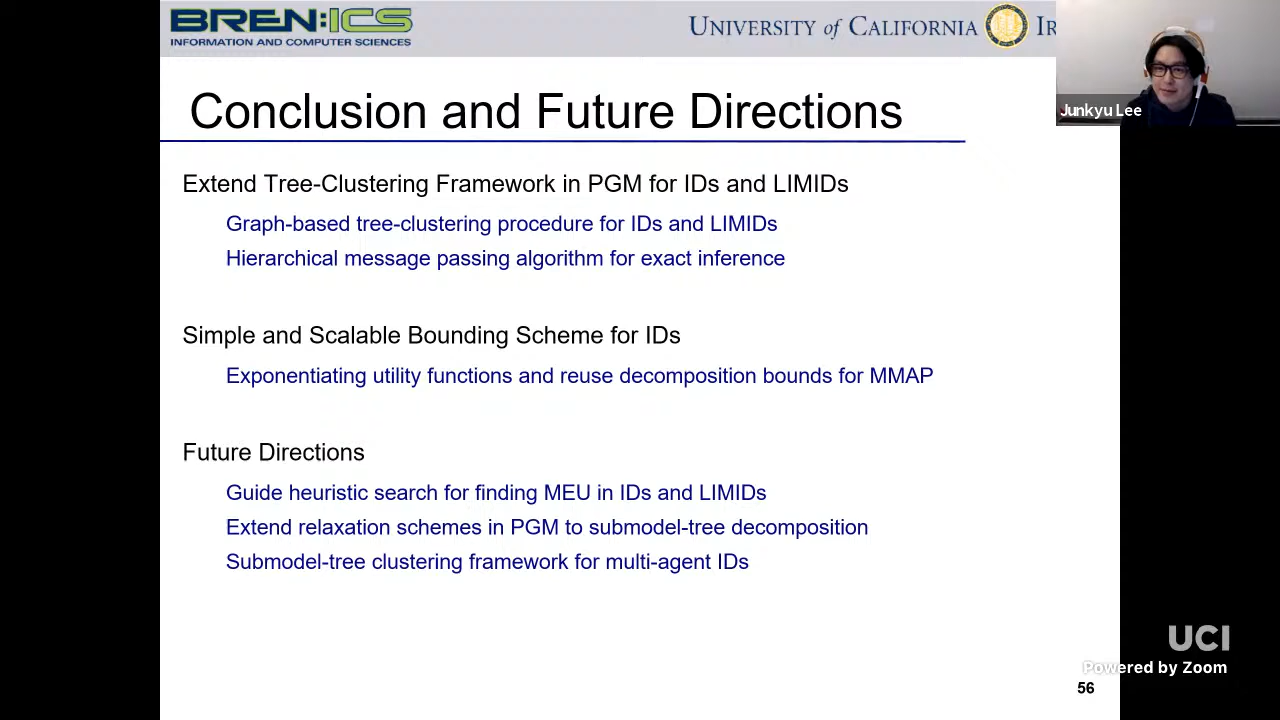 BREN:ICS
INFORMATION AND COMPUTER SCIENCES
UNIVERSITY of CALIFORNIA
Junkyu Lee
Conclusion and Future Directions
Extend Tree-Clustering Framework in PGM for IDs and LIMIDs
Graph-based tree-clustering procedure for IDs and LIMIDs
Hierarchical message passing algorithm for exact inference
Simple and Scalable Bounding Scheme for IDs
Exponentiating utility functions and reuse decomposition bounds for MMAP
Future Directions
Guide heuristic search for finding MEU in IDs and LIMIDs
Extend relaxation schemes in PGM to submodel-tree decomposition
Submodel-tree clustering framework for multi-agent IDs
UCI
Powered by Zoom
56